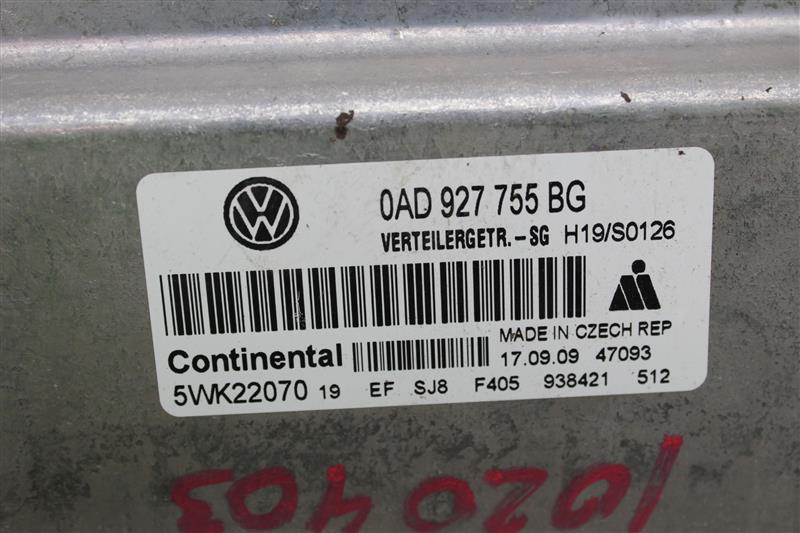 0AD 927 755 BG
VERTEILERGETR.-SG H19/S0126
MADE IN CZECH REP
Continental 17.09.09 47093
5WK22070 19 EF SJ8 F405 938421 512
1020403